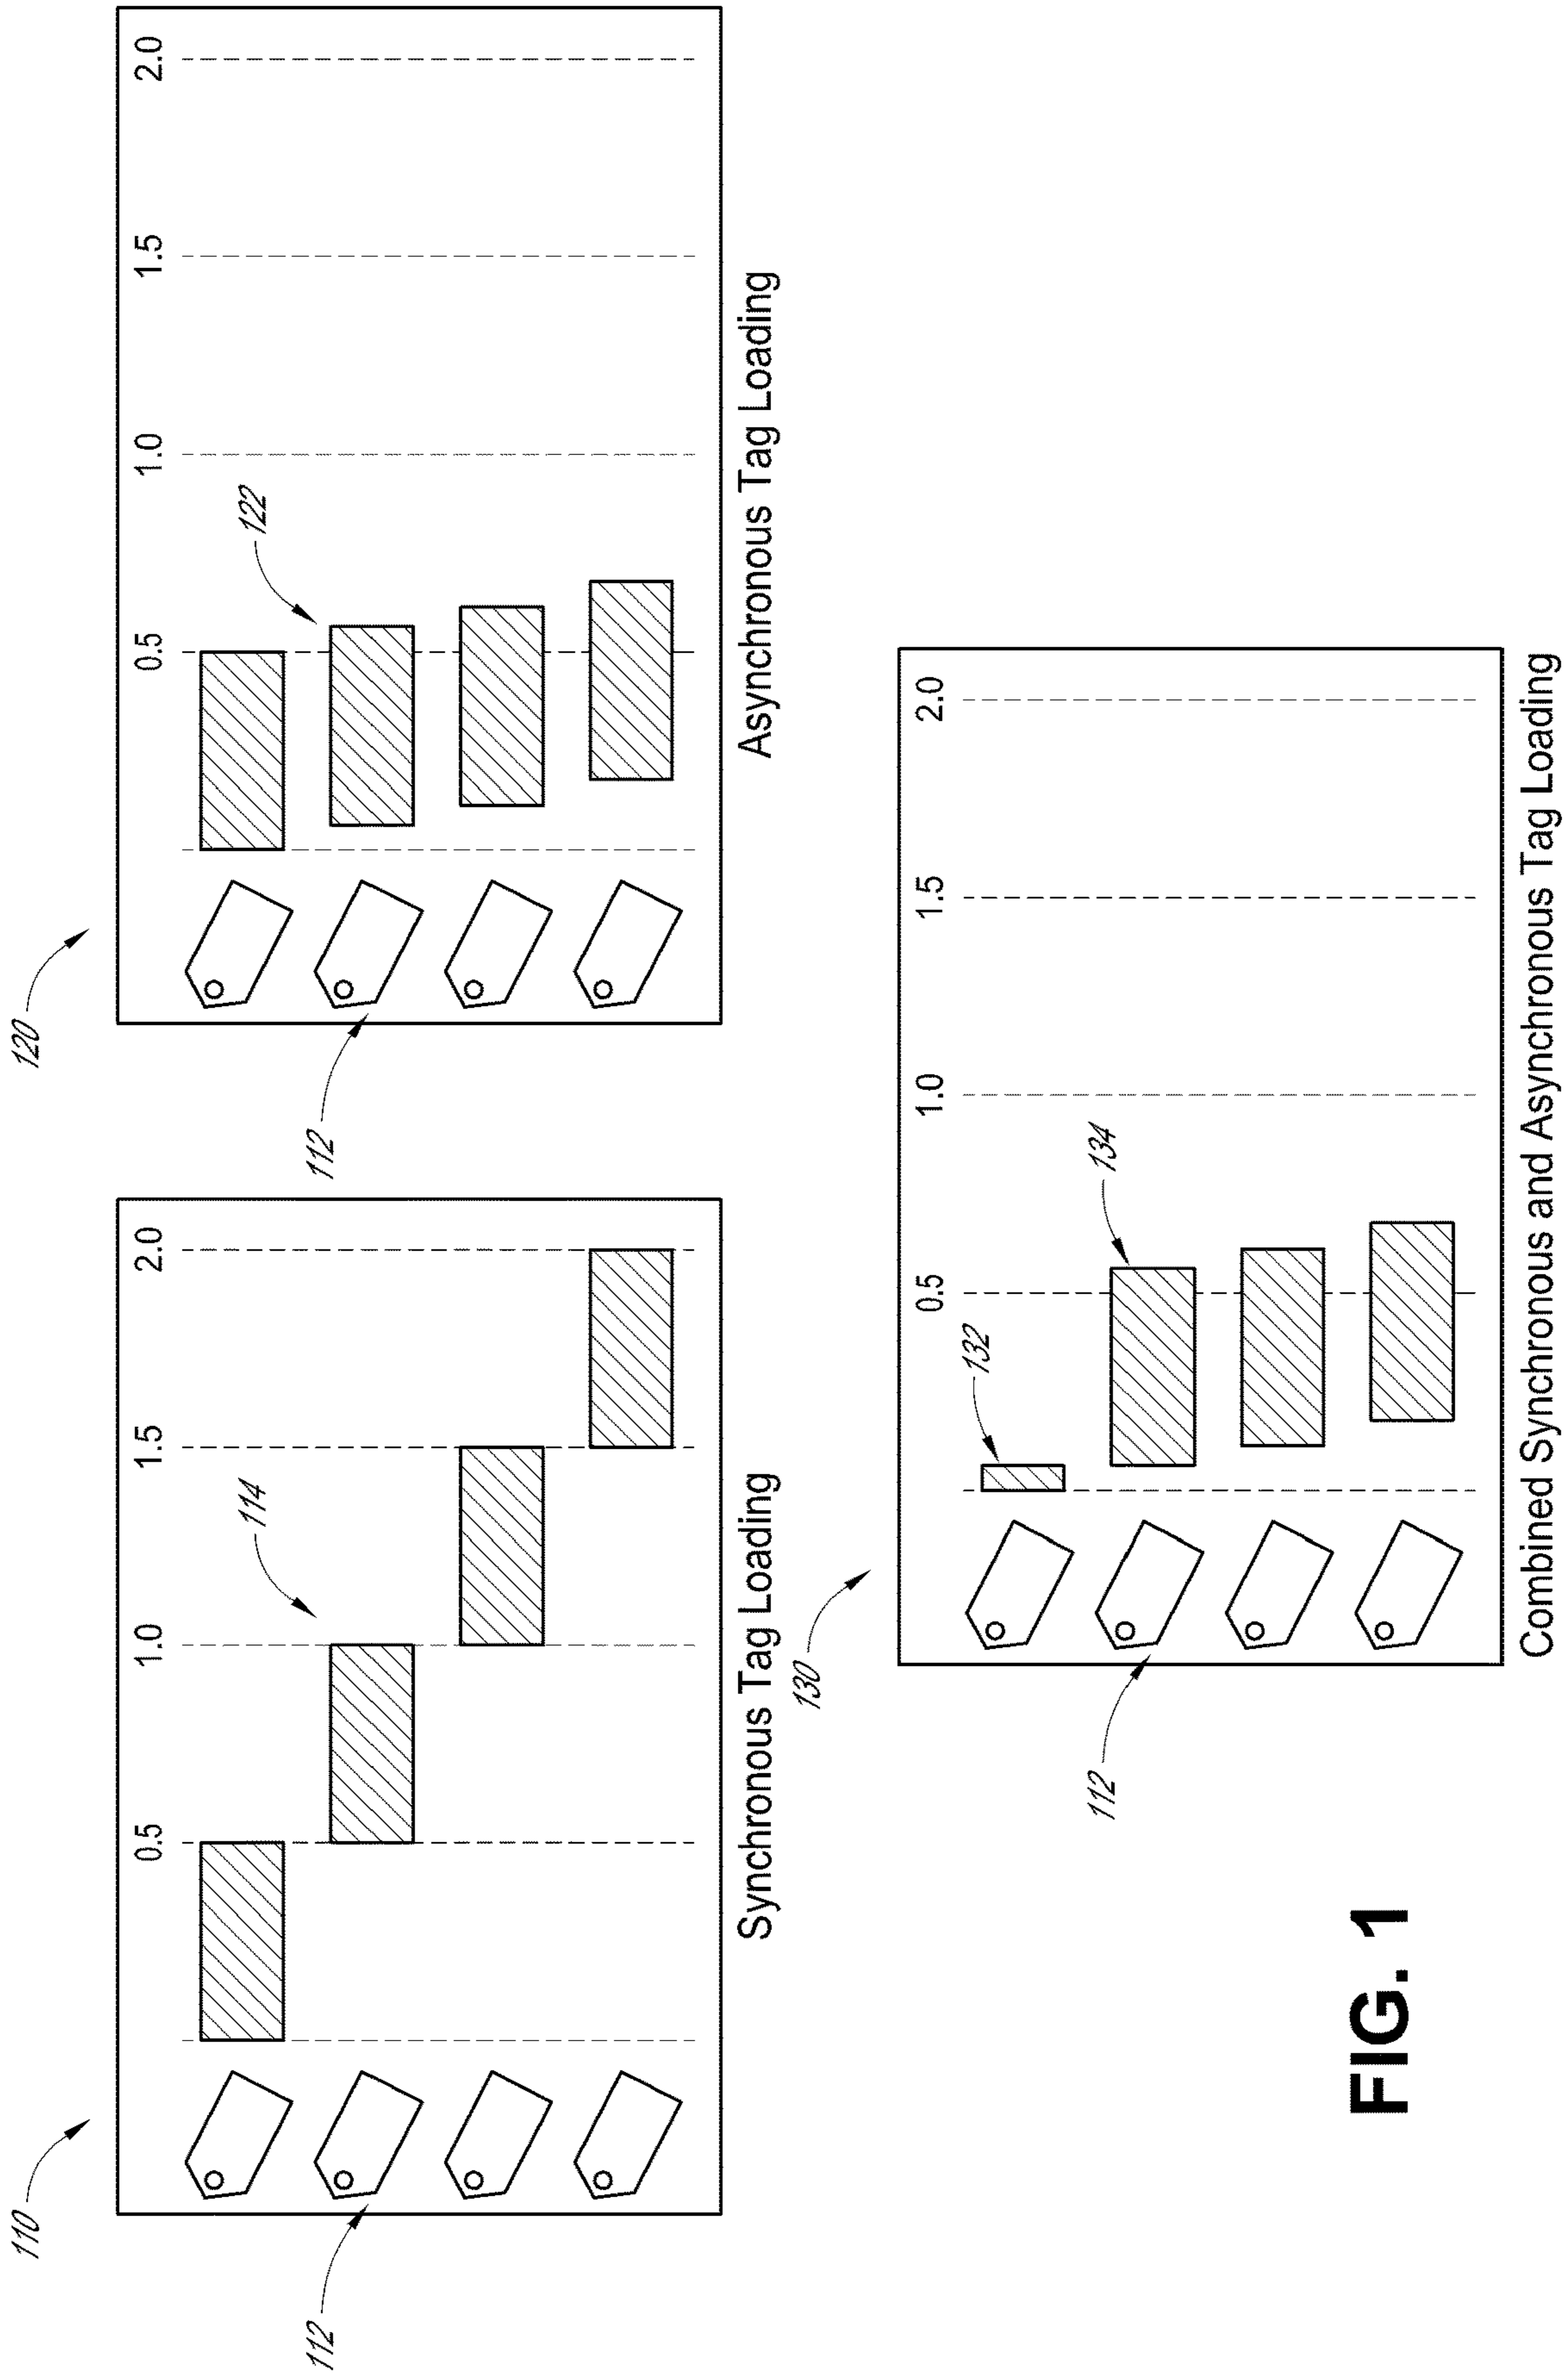 110
112
0.5 1.0 1.5 2.0
114
Synchronous Tag Loading
120
112
0.5 1.0 1.5 2.0
122
Asynchronous Tag Loading
130
112
0.5 1.0 1.5 2.0
132
134
Combined Synchronous and Asynchronous Tag Loading
FIG. 1